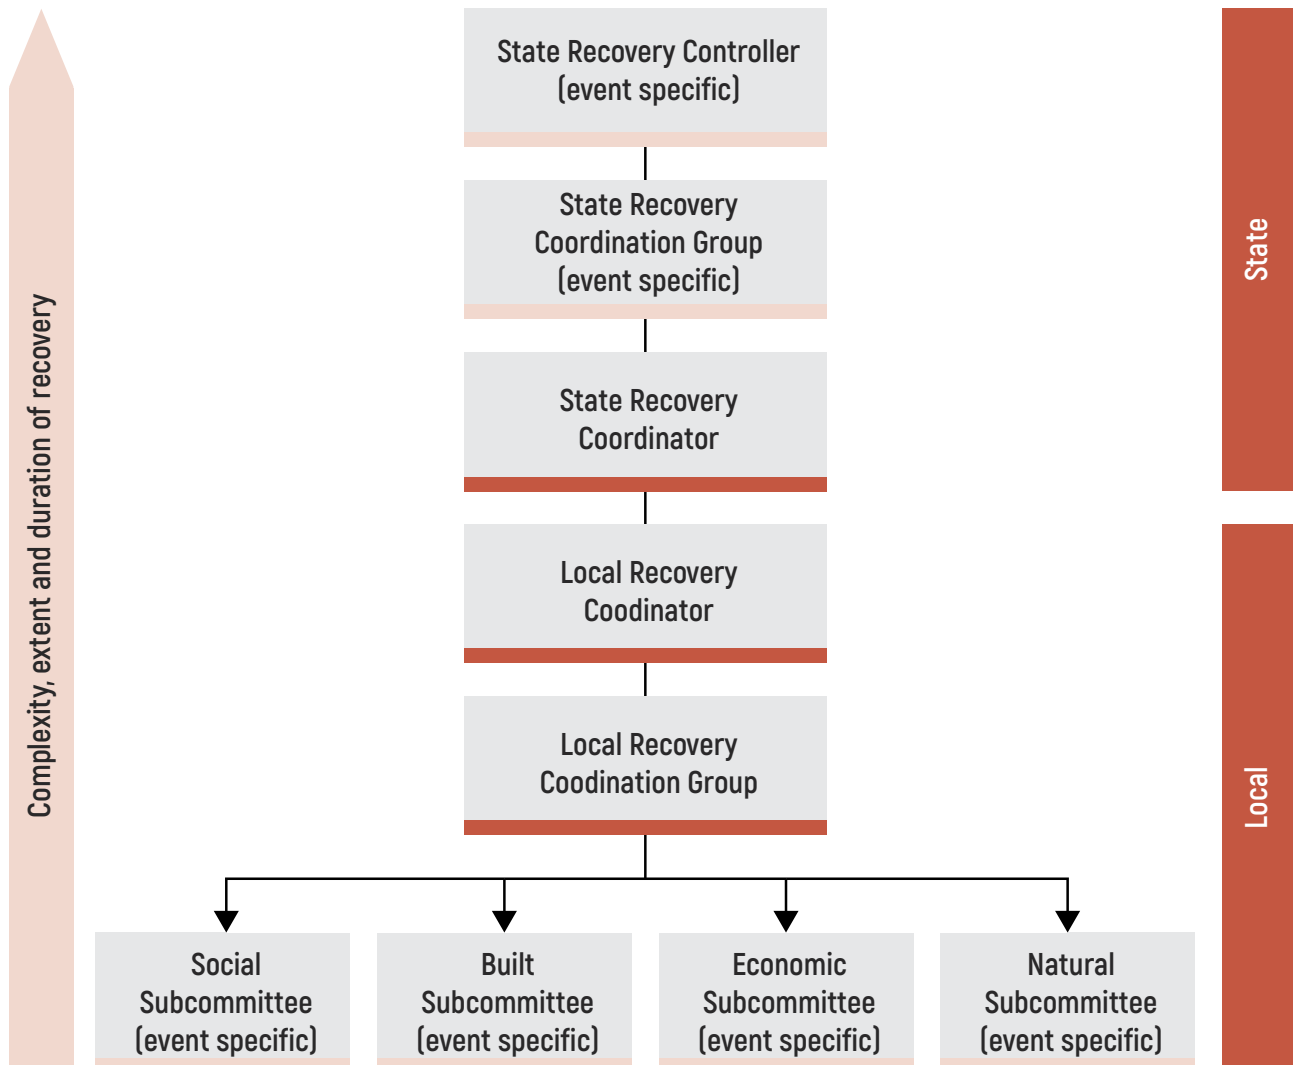 State Recovery Controller
(event specific)
State Recovery
Coordination Group
(event specific)
State Recovery
Coordinator
Local Recovery
Coodinator
Local Recovery
Coodination Group
Social
Subcommittee
(event specific)
Built
Subcommittee
(event specific)
Economic
Subcommittee
(event specific)
Natural
Subcommittee
(event specific)
Complexity, extent and duration of recovery
State
Local